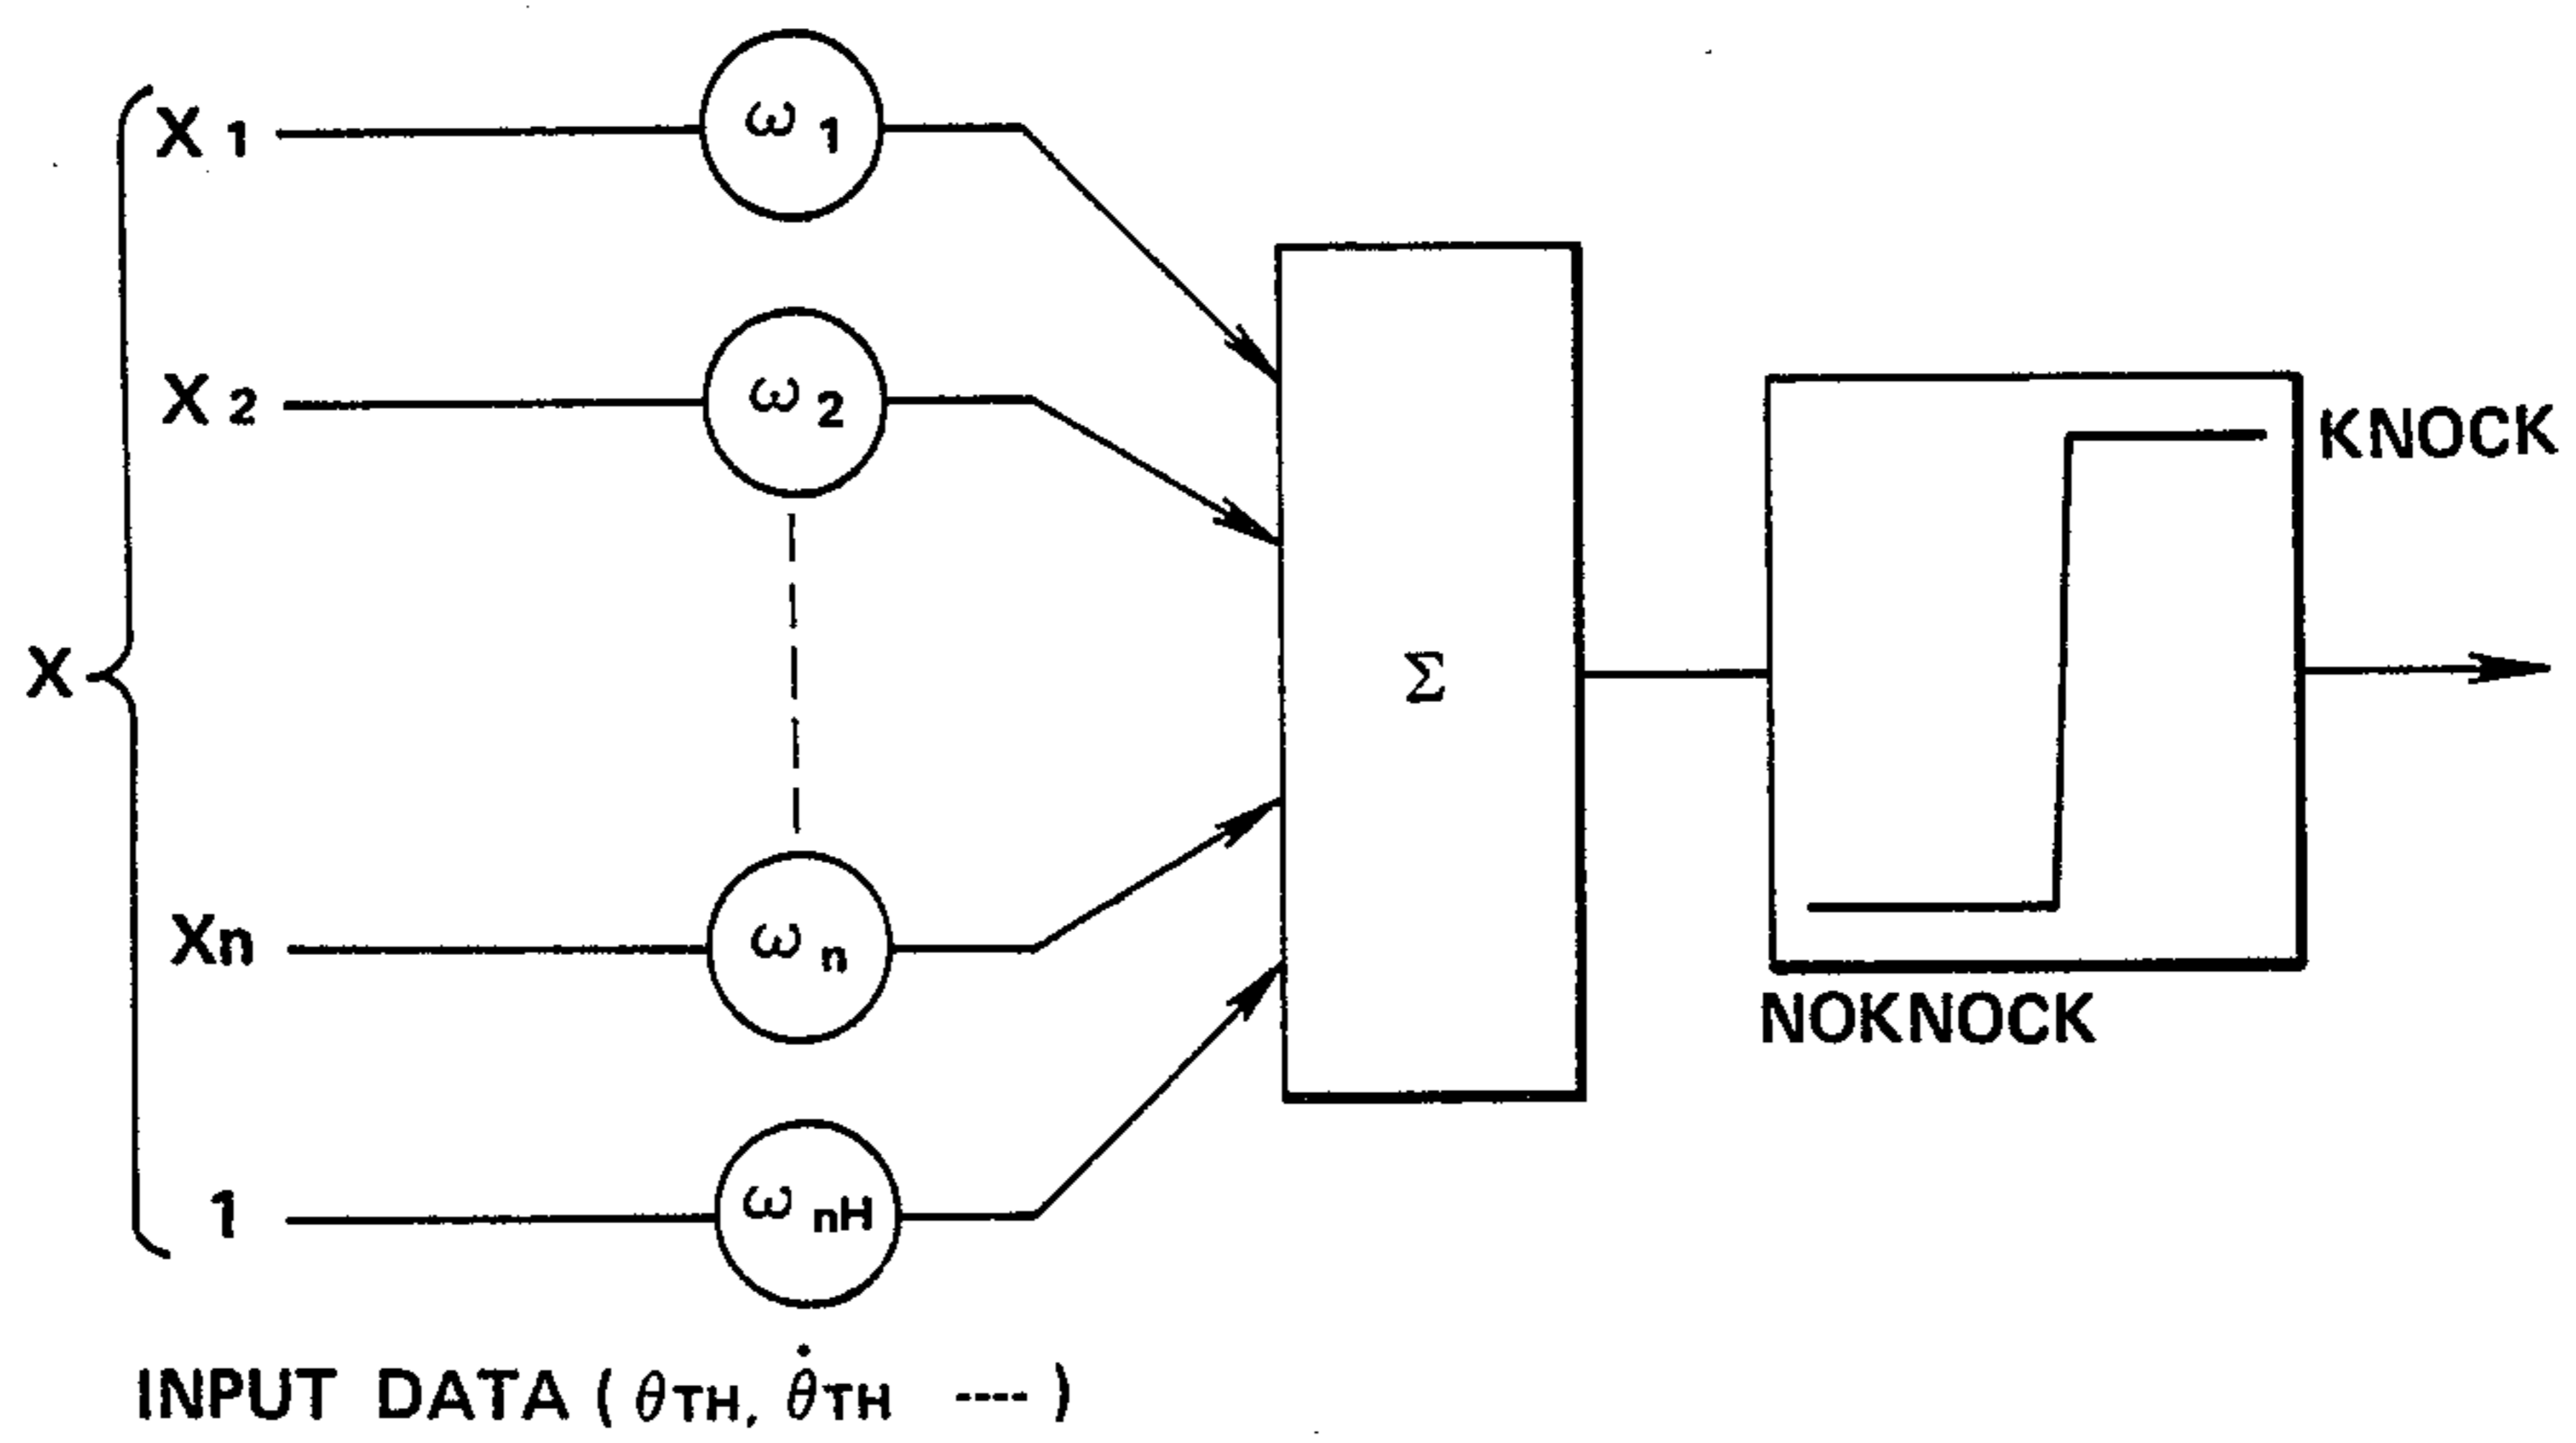 X 1
ω 1
X 2
ω 2
KNOCK
X
Σ
Xn
ω n
NOKNOCK
1
ω nH
INPUT DATA ( θTH, θ̇TH ---- )